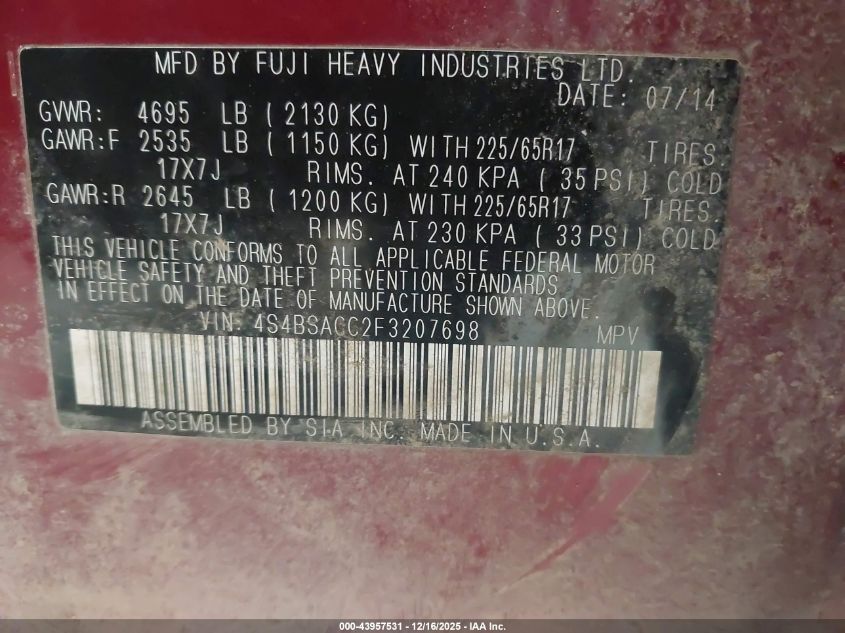 MFD BY FUJI HEAVY INDUSTRIES LTD.
DATE: 07/14
GVWR: 4695 LB ( 2130 KG)
GAWR:F 2535 LB ( 1150 KG) WITH 225/65R17 TIRES.
17X7J RIMS. AT 240 KPA ( 35 PSI) COLD
GAWR:R 2645 LB ( 1200 KG) WITH 225/65R17 TIRES.
17X7J RIMS. AT 230 KPA ( 33 PSI) COLD
THIS VEHICLE CONFORMS TO ALL APPLICABLE FEDERAL MOTOR
VEHICLE SAFETY AND THEFT PREVENTION STANDARDS
IN EFFECT ON THE DATE OF MANUFACTURE SHOWN ABOVE.
VIN: 4S4BSACC2F3207698 MPV
ASSEMBLED BY SIA INC. MADE IN U.S.A.
000-43957531 - 12/16/2025 - IAA Inc.